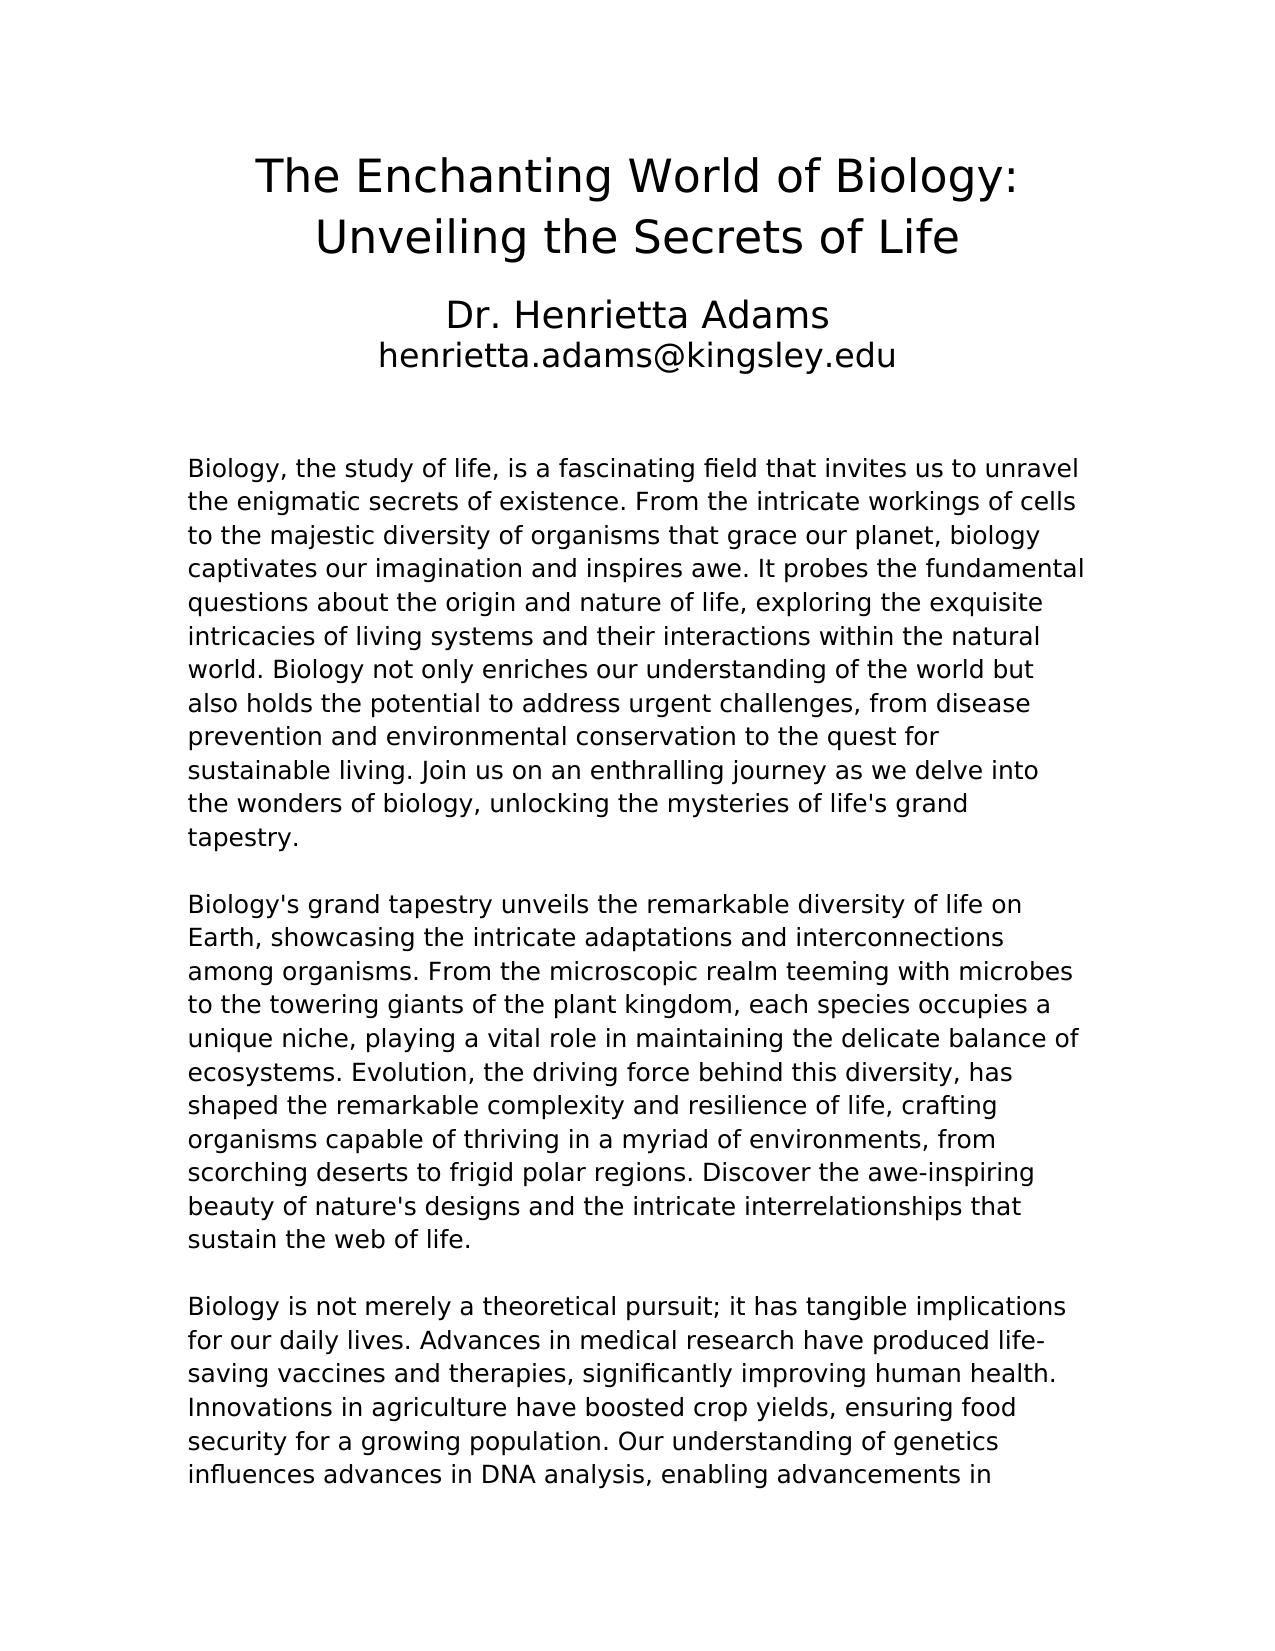 The Enchanting World of Biology:
Unveiling the Secrets of Life
Dr. Henrietta Adams
henrietta.adams@kingsley.edu
Biology, the study of life, is a fascinating field that invites us to unravel
the enigmatic secrets of existence. From the intricate workings of cells
to the majestic diversity of organisms that grace our planet, biology
captivates our imagination and inspires awe. It probes the fundamental
questions about the origin and nature of life, exploring the exquisite
intricacies of living systems and their interactions within the natural
world. Biology not only enriches our understanding of the world but
also holds the potential to address urgent challenges, from disease
prevention and environmental conservation to the quest for
sustainable living. Join us on an enthralling journey as we delve into
the wonders of biology, unlocking the mysteries of life's grand
tapestry.
Biology's grand tapestry unveils the remarkable diversity of life on
Earth, showcasing the intricate adaptations and interconnections
among organisms. From the microscopic realm teeming with microbes
to the towering giants of the plant kingdom, each species occupies a
unique niche, playing a vital role in maintaining the delicate balance of
ecosystems. Evolution, the driving force behind this diversity, has
shaped the remarkable complexity and resilience of life, crafting
organisms capable of thriving in a myriad of environments, from
scorching deserts to frigid polar regions. Discover the awe-inspiring
beauty of nature's designs and the intricate interrelationships that
sustain the web of life.
Biology is not merely a theoretical pursuit; it has tangible implications
for our daily lives. Advances in medical research have produced life-
saving vaccines and therapies, significantly improving human health.
Innovations in agriculture have boosted crop yields, ensuring food
security for a growing population. Our understanding of genetics
influences advances in DNA analysis, enabling advancements in